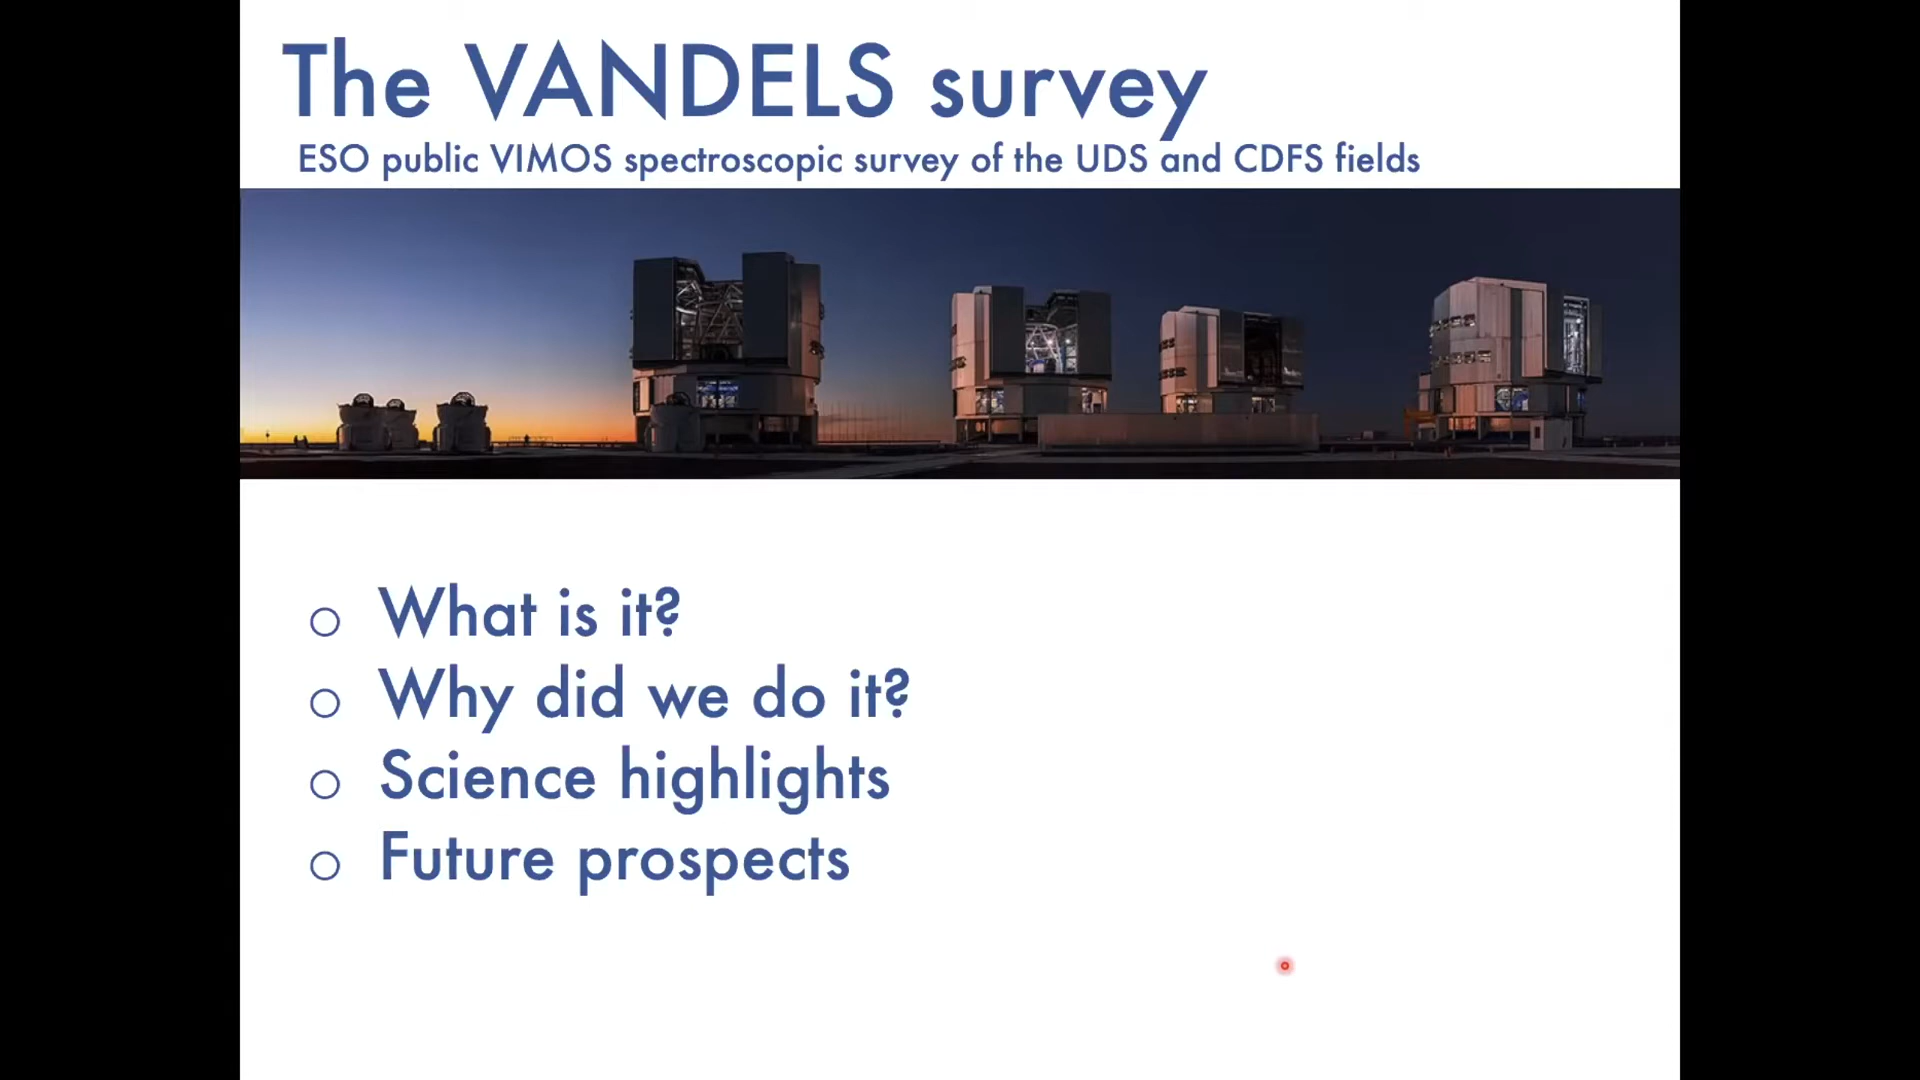 The VANDELS survey
ESO public VIMOS spectroscopic survey of the UDS and CDFS fields
What is it?
Why did we do it?
Science highlights
Future prospects